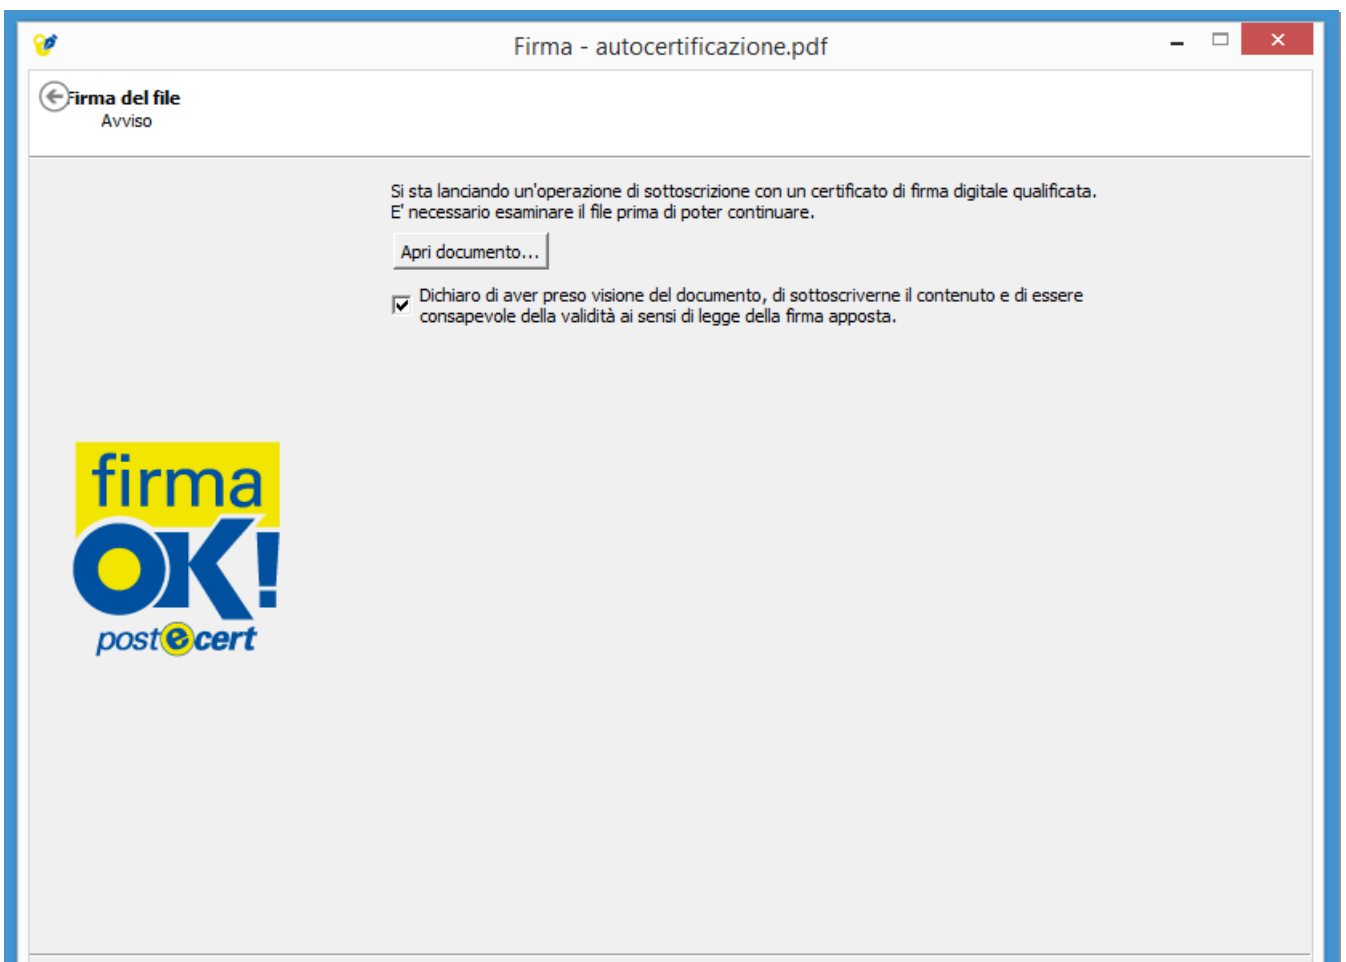 Firma - autocertificazione.pdf
Firma del file
Avviso
Si sta lanciando un'operazione di sottoscrizione con un certificato di firma digitale qualificata.
E' necessario esaminare il file prima di poter continuare.
Apri documento...
Dichiaro di aver preso visione del documento, di sottoscriverne il contenuto e di essere
consapevole della validità ai sensi di legge della firma apposta.
firma
OK!
postecert